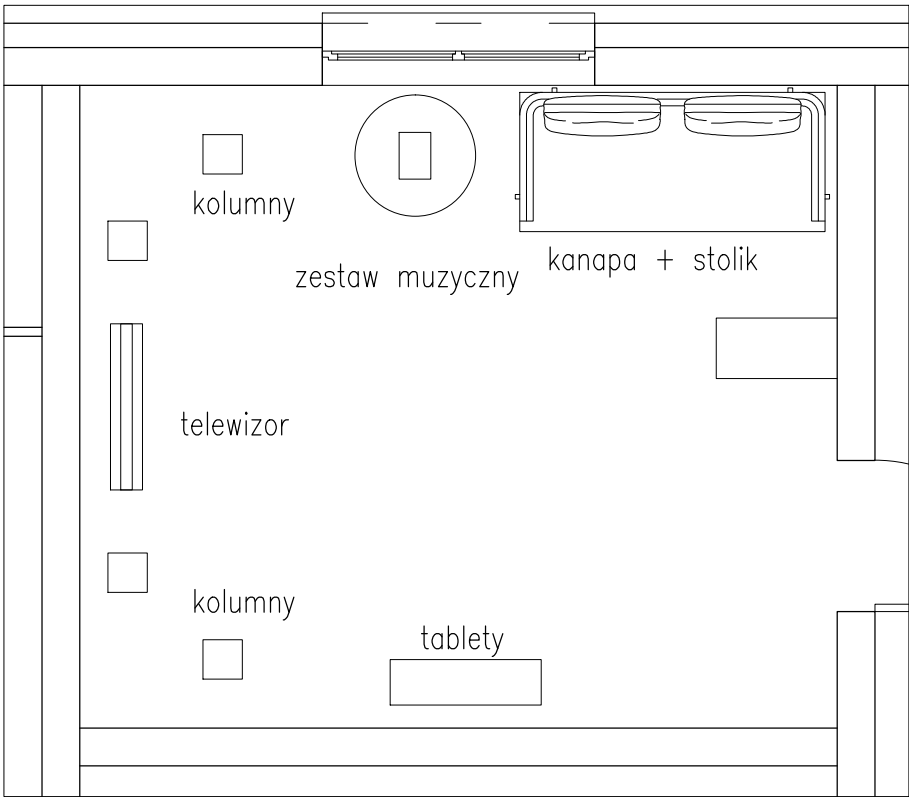 kolumny
zestaw muzyczny
kanapa + stolik
telewizor
kolumny
tablety